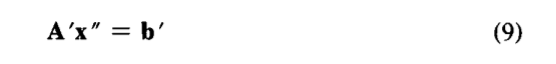 A′x″ = b′ (9)